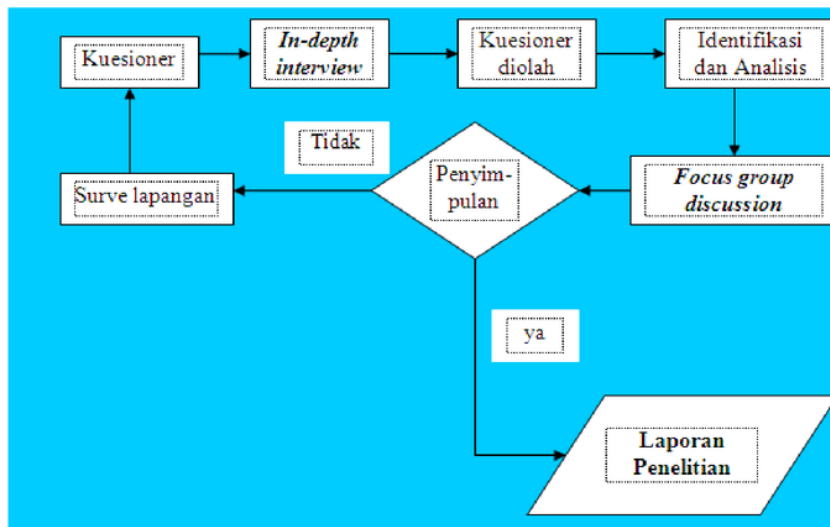 Kuesioner
In-depth
interview
Kuesioner
diolah
Identifikasi
dan Analisis
Tidak
Surve lapangan
Penyim-
pulan
Focus group
discussion
ya
Laporan
Penelitian